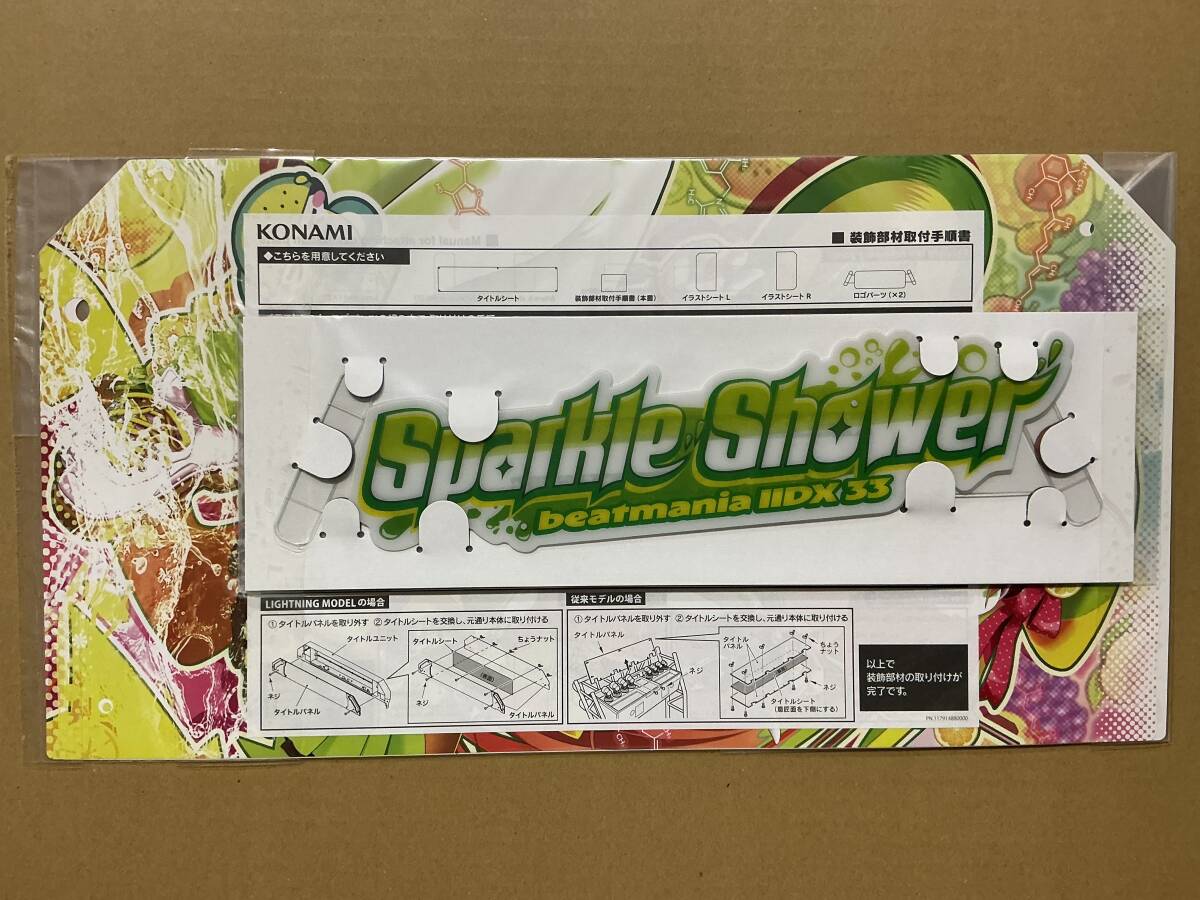 KONAMI
■ 装飾部材取付手順書
◆こちらを用意してください
タイトルシート
装飾部材取付手順書（本書）
イラストシート L
イラストシート R
ロゴパーツ（×2）
Sparkle Shower
beatmania IIDX 33
LIGHTNING MODELの場合
①タイトルパネルを取り外す ②タイトルシートを交換し、元通り本体に取り付ける
タイトルユニット
ネジ
タイトルパネル
タイトルシート
ちょうナット
ネジ
タイトルパネル
従来モデルの場合
①タイトルパネルを取り外す ②タイトルシートを交換し、元通り本体に取り付ける
タイトルパネル
タイトル
パネル
ちょう
ナット
ネジ
タイトルシート
（意匠面を下側にする）
以上で
装飾部材の取り付けが
完了です。